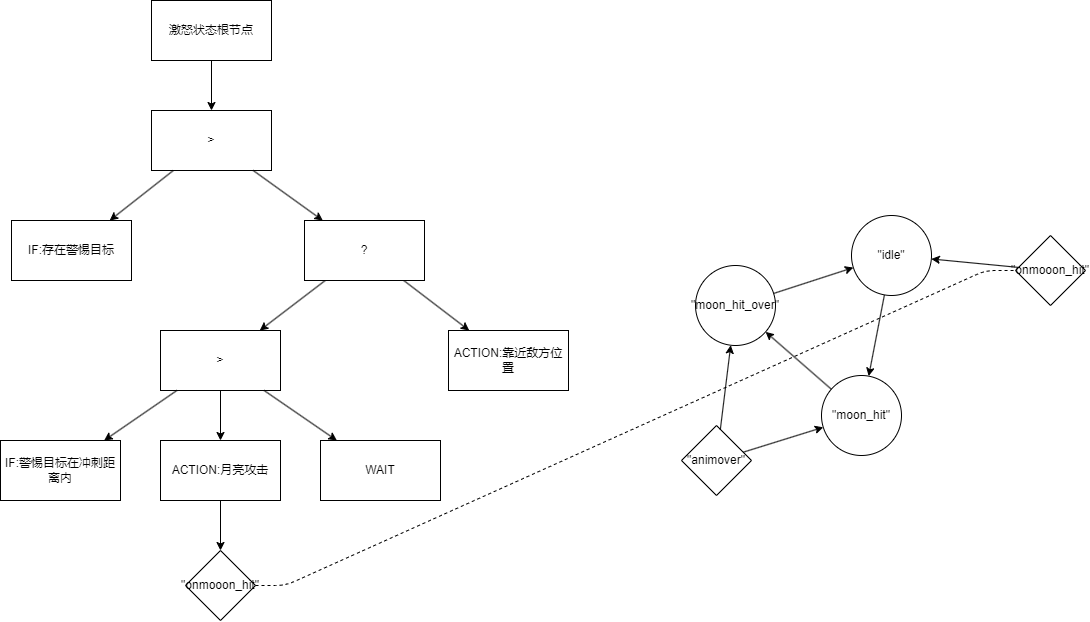 激怒状态根节点
>
IF:存在警惕目标
?
>
ACTION:靠近敌方位
置
IF:警惕目标在冲刺距
离内
ACTION:月亮攻击
WAIT
"onmooon_hit"
"idle"
"onmooon_hit"
"moon_hit_over"
"moon_hit"
"animover"